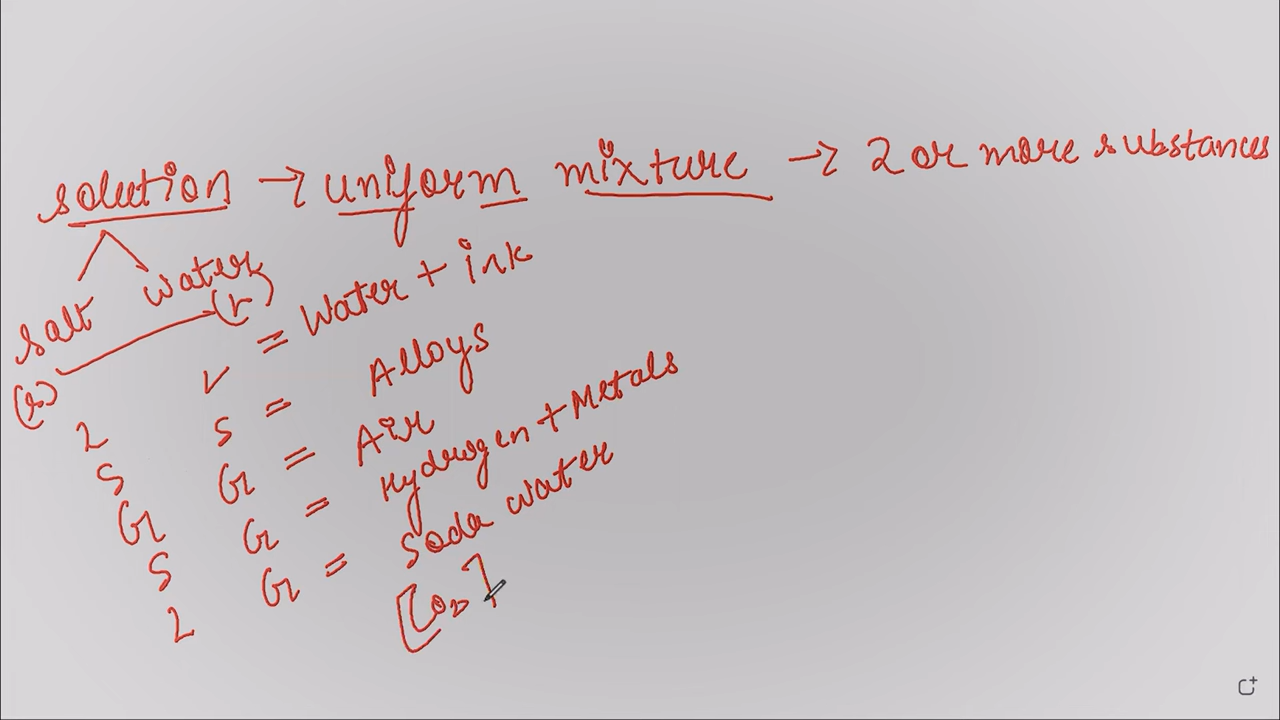 solution → uniform mixture → 2 or more substances
salt water
(s) (L)
L L = Water + ink
S S = Alloys
G G = Air
S G = Hydrogen + Metals
L G = Soda water
[CO2]